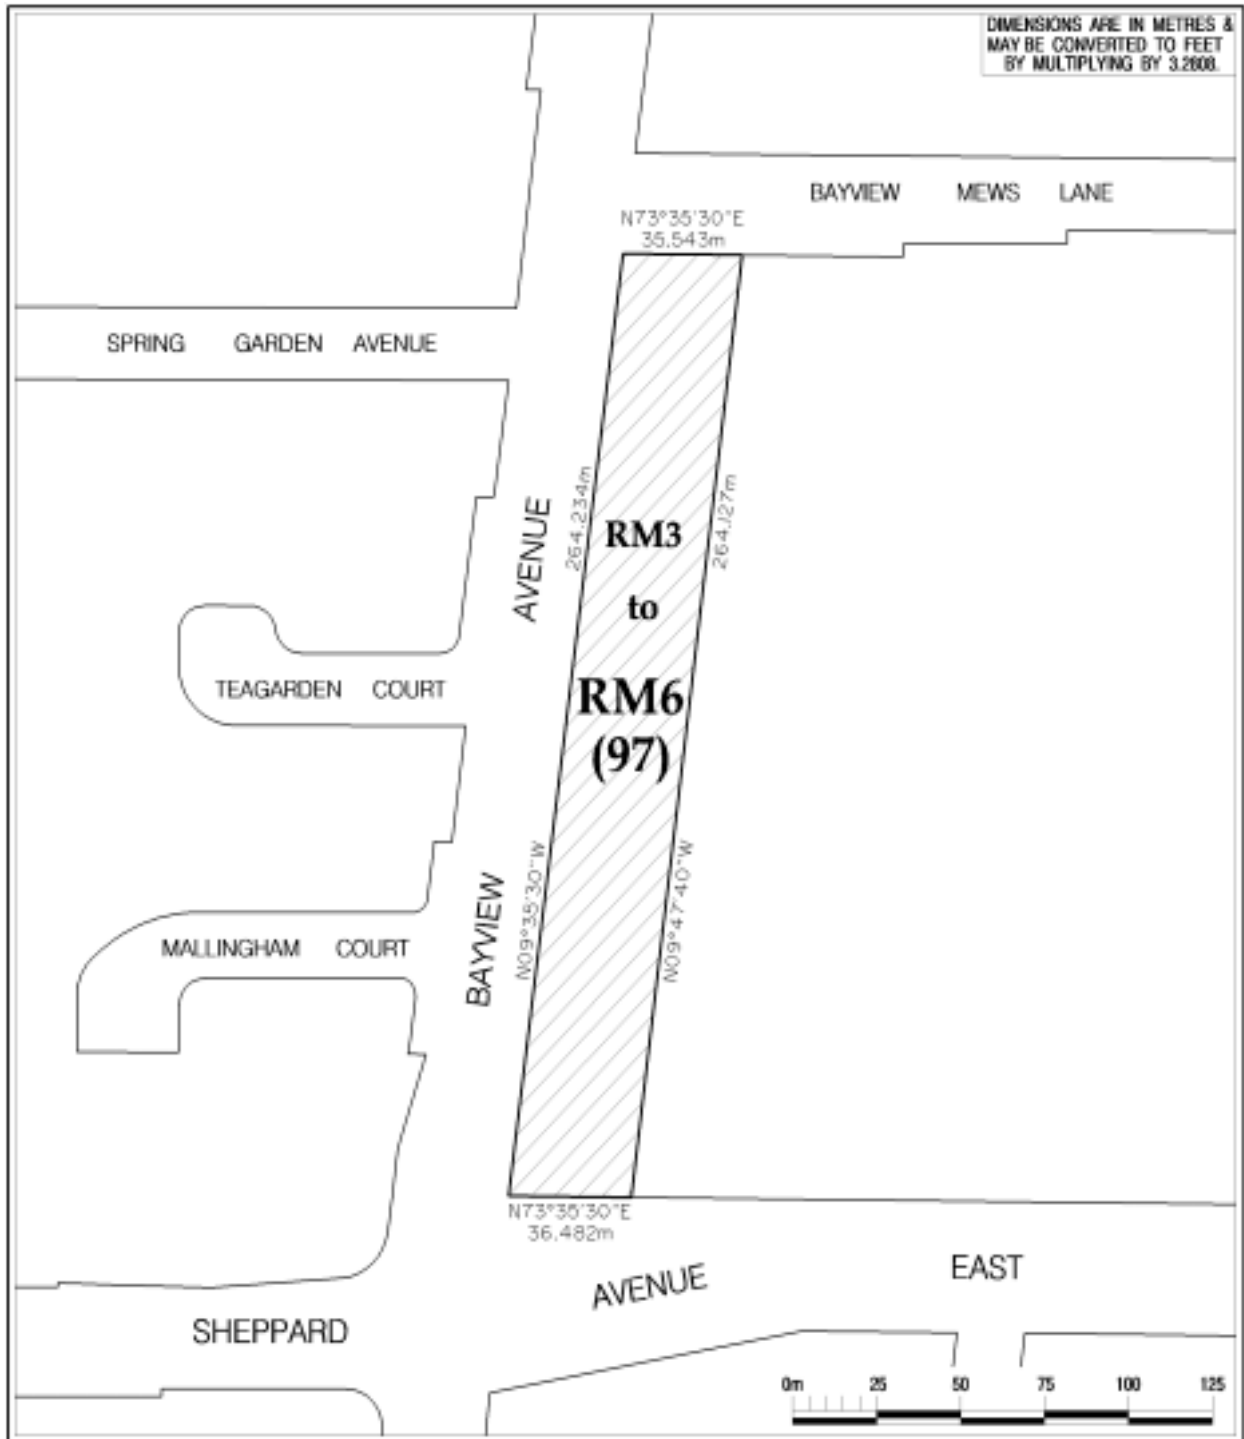 DIMENSIONS ARE IN METRES &
MAY BE CONVERTED TO FEET
BY MULTIPLYING BY 3.2808.
BAYVIEW MEWS LANE
N73°35'30"E
35.543m
SPRING GARDEN AVENUE
264.234m
264.127m
RM3
to
RM6
(97)
BAYVIEW AVENUE
TEAGARDEN COURT
N09°35'30"W
N09°47'40"W
MALLINGHAM COURT
N73°35'30"E
36.482m
SHEPPARD AVENUE EAST
0m 25 50 75 100 125